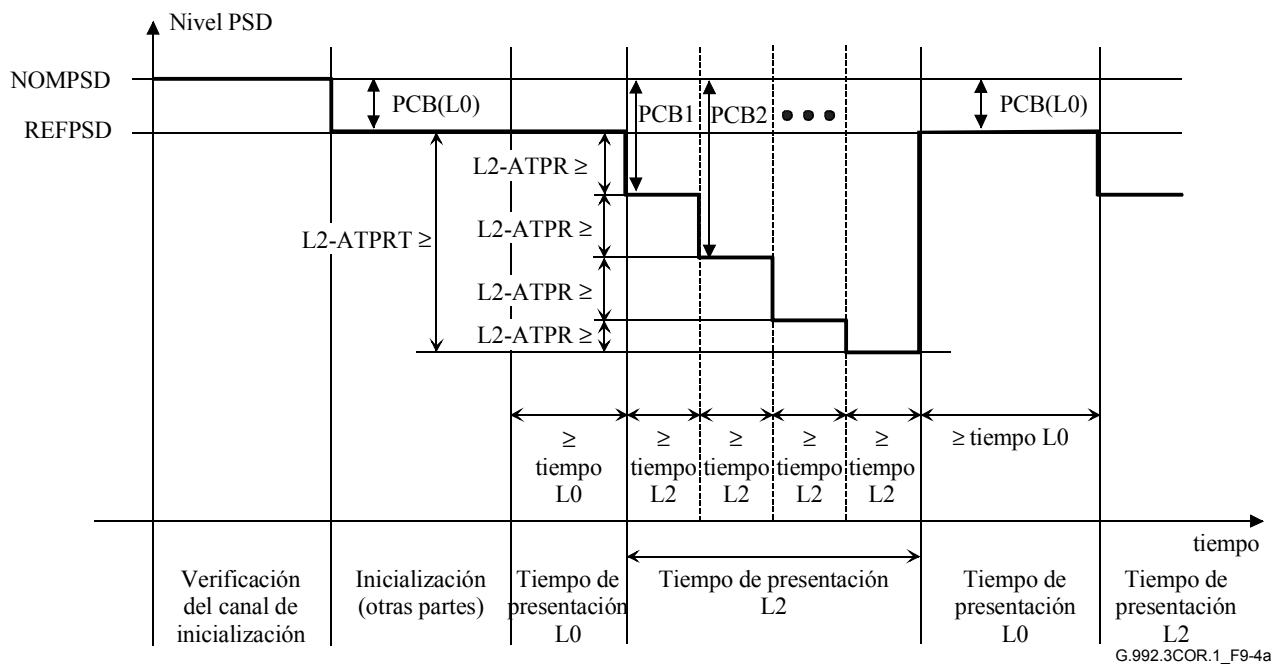 Nivel PSD
NOMPSD
PCB(L0)
PCB1
PCB2
PCB(L0)
REFPSD
L2-ATPR ≥
L2-ATPRT ≥
L2-ATPR ≥
L2-ATPR ≥
L2-ATPR ≥
≥
tiempo
L0
≥
tiempo
L2
≥
tiempo
L2
≥
tiempo
L2
≥
tiempo
L2
≥ tiempo L0
tiempo
Verificación
del canal de
inicialización
Inicialización
(otras partes)
Tiempo de
presentación
L0
Tiempo de presentación
L2
Tiempo de
presentación
L0
Tiempo de
presentación
L2
G.992.3COR.1_F9-4a